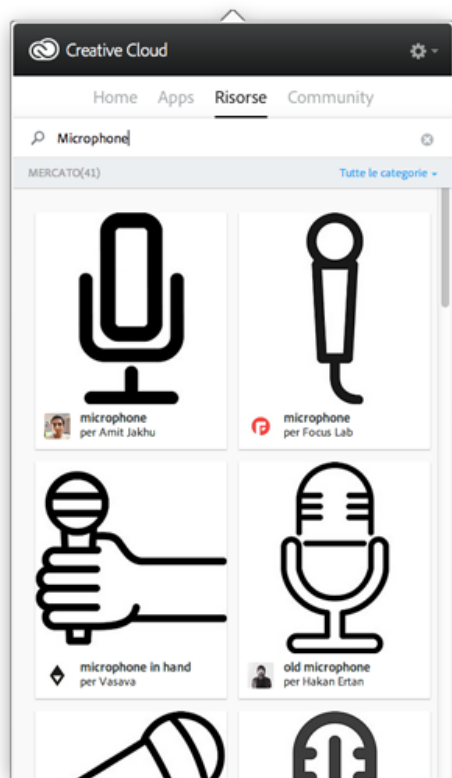 Creative Cloud
Home Apps Risorse Community
Microphone
MERCATO(41) Tutte le categorie
microphone
per Amit Jakhu
microphone
per Focus Lab
microphone in hand
per Vasava
old microphone
per Hakan Ertan